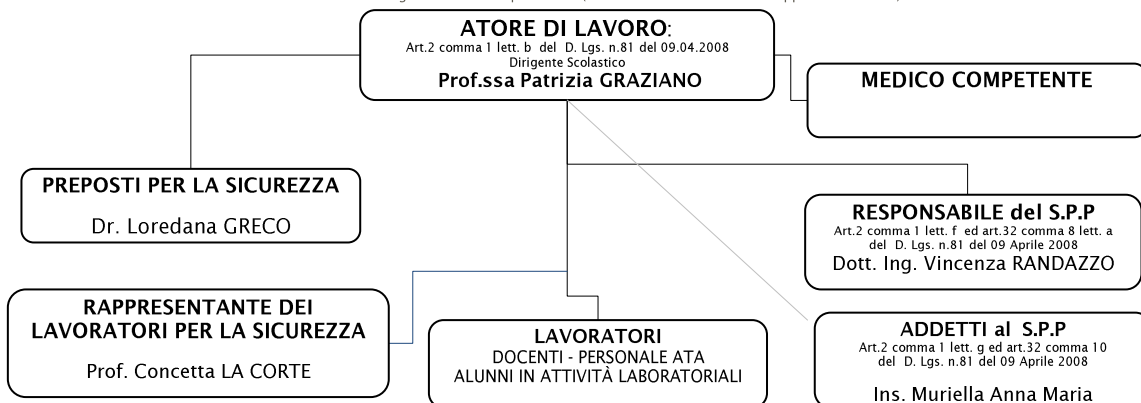 ATORE DI LAVORO:
Art.2 comma 1 lett. b del D. Lgs. n.81 del 09.04.2008
Dirigente Scolastico
Prof.ssa Patrizia GRAZIANO
MEDICO COMPETENTE
PREPOSTI PER LA SICUREZZA
Dr. Loredana GRECO
RESPONSABILE del S.P.P
Art.2 comma 1 lett. f ed art.32 comma 8 lett. a
del D. Lgs. n.81 del 09 Aprile 2008
Dott. Ing. Vincenza RANDAZZO
RAPPRESENTANTE DEI
LAVORATORI PER LA SICUREZZA
Prof. Concetta LA CORTE
LAVORATORI
DOCENTI - PERSONALE ATA
ALUNNI IN ATTIVITÀ LABORATORIALI
ADDETTI al S.P.P
Art.2 comma 1 lett. g ed art.32 comma 10
del D. Lgs. n.81 del 09 Aprile 2008
Ins. Muriella Anna Maria